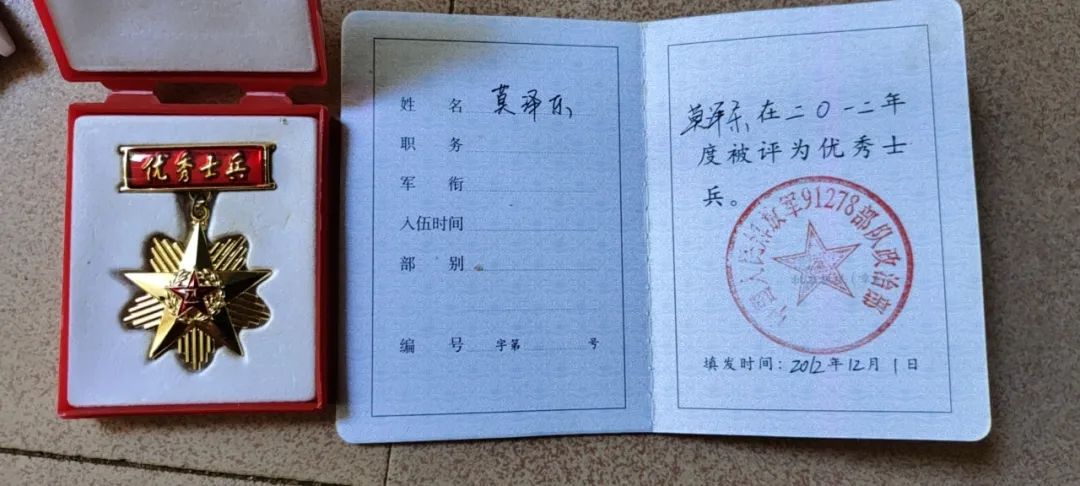 优秀士兵
姓 名 莫泽东
职 务
军 衔
入伍时间
部 别
编 号 字第 号
莫泽东在二〇一二年
度被评为优秀士
兵。
中国人民解放军91278部队政治部
填发时间：2012年12月1日